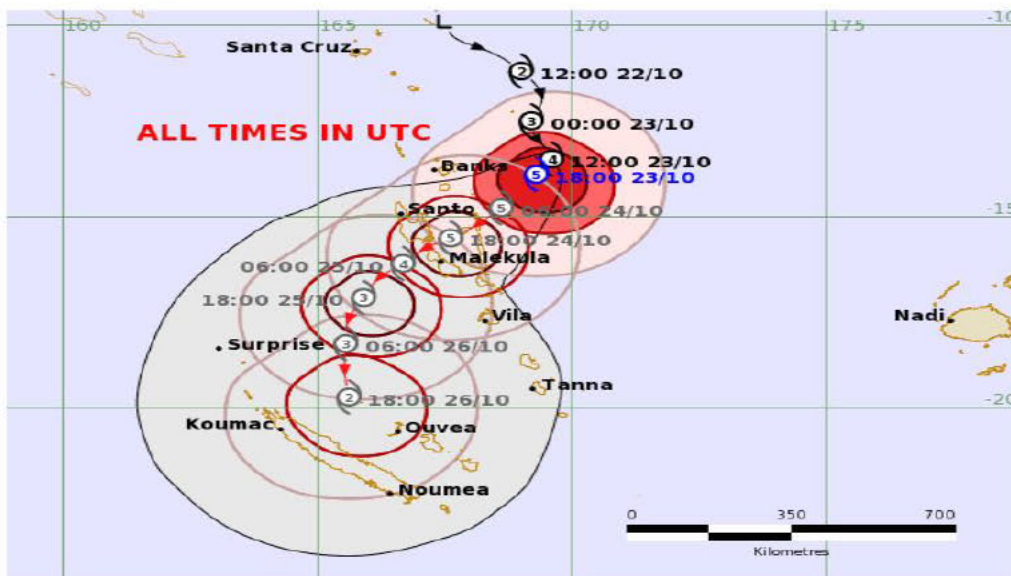 160
165
170
175
-10
L
Santa Cruz
2 12:00 22/10
ALL TIMES IN UTC
3 00:00 23/10
4 12:00 23/10
Banks
5 18:00 23/10
Santo
5 06:00 24/10
-15
5 18:00 24/10
06:00 25/10 4
Malekula
18:00 25/10 3
Vila
Nadi
Surprise
3 06:00 26/10
Tanna
2 18:00 26/10
-20
Koumac
Ouvea
Noumea
0 350 700
Kilometres